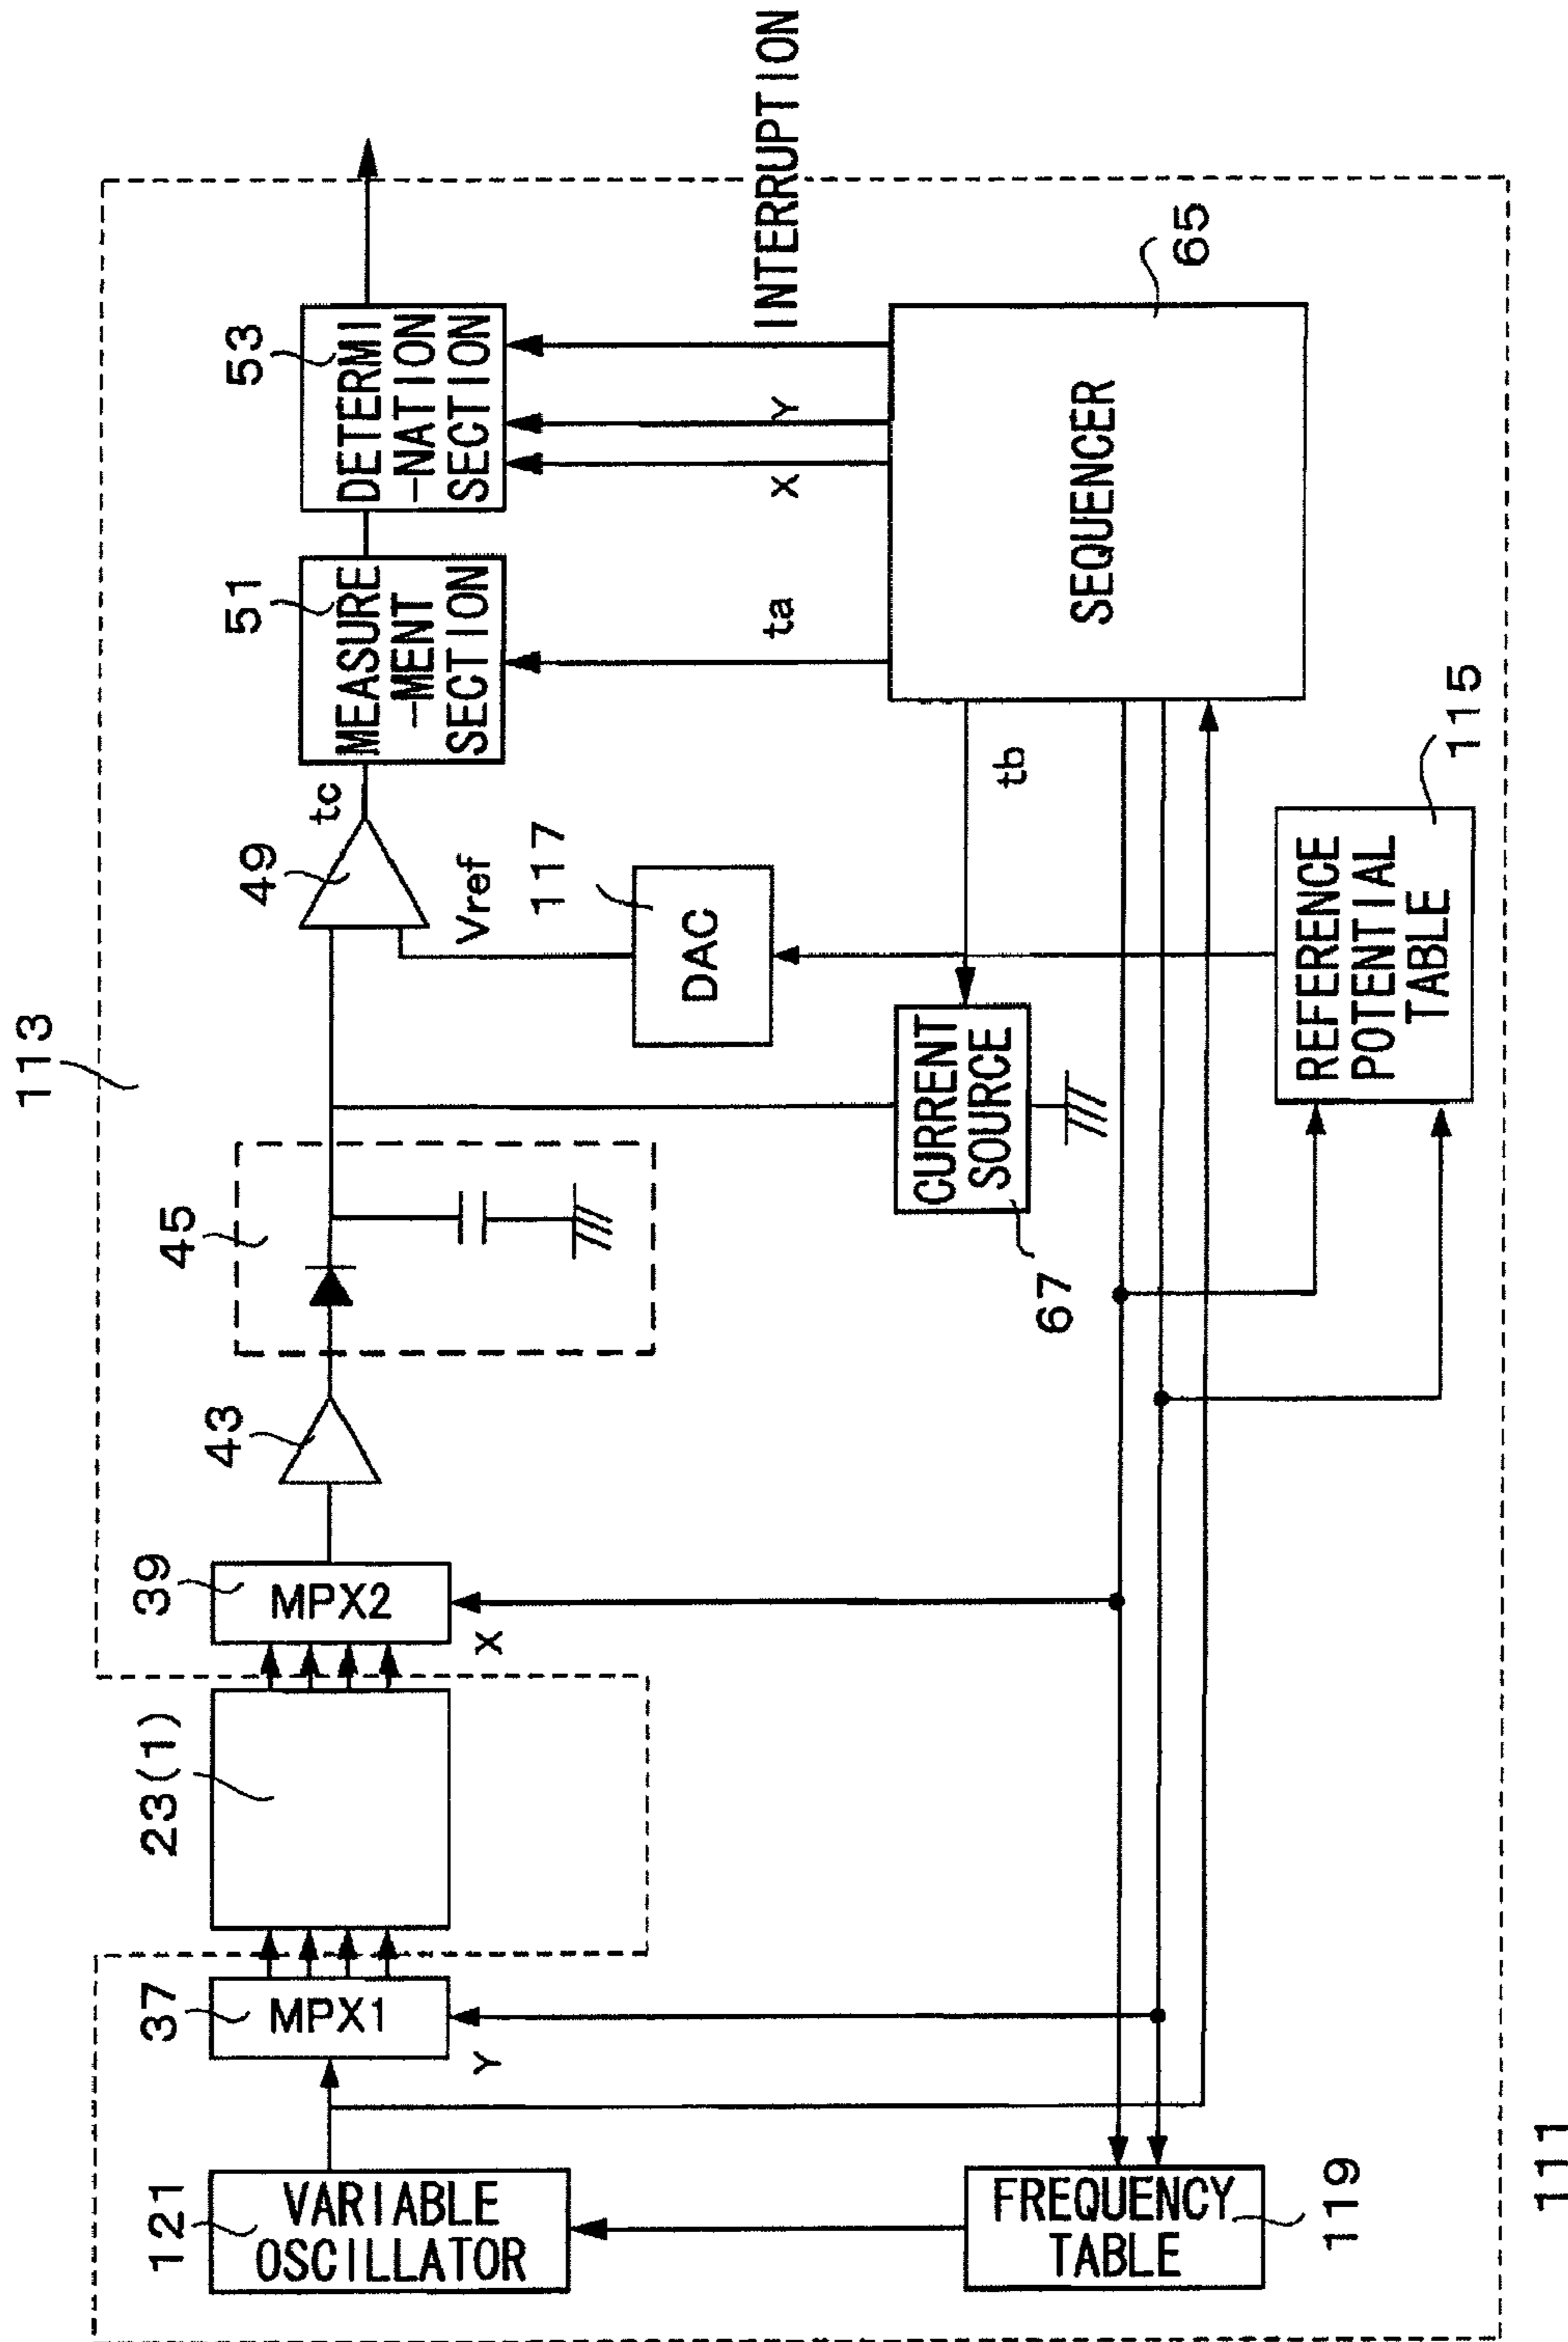 113
121
VARIABLE
OSCILLATOR
37
MPX1
Y
23(1)
39
MPX2
X
43
45
49
tc
Vref
117
DAC
51
MEASURE
-MENT
SECTION
53
DETERMI
-NATION
SECTION
ta
X
Y
INTERRUPTION
CURRENT
SOURCE
67
tb
SEQUENCER
65
FREQUENCY
TABLE
119
REFERENCE
POTENTIAL
TABLE
115
111